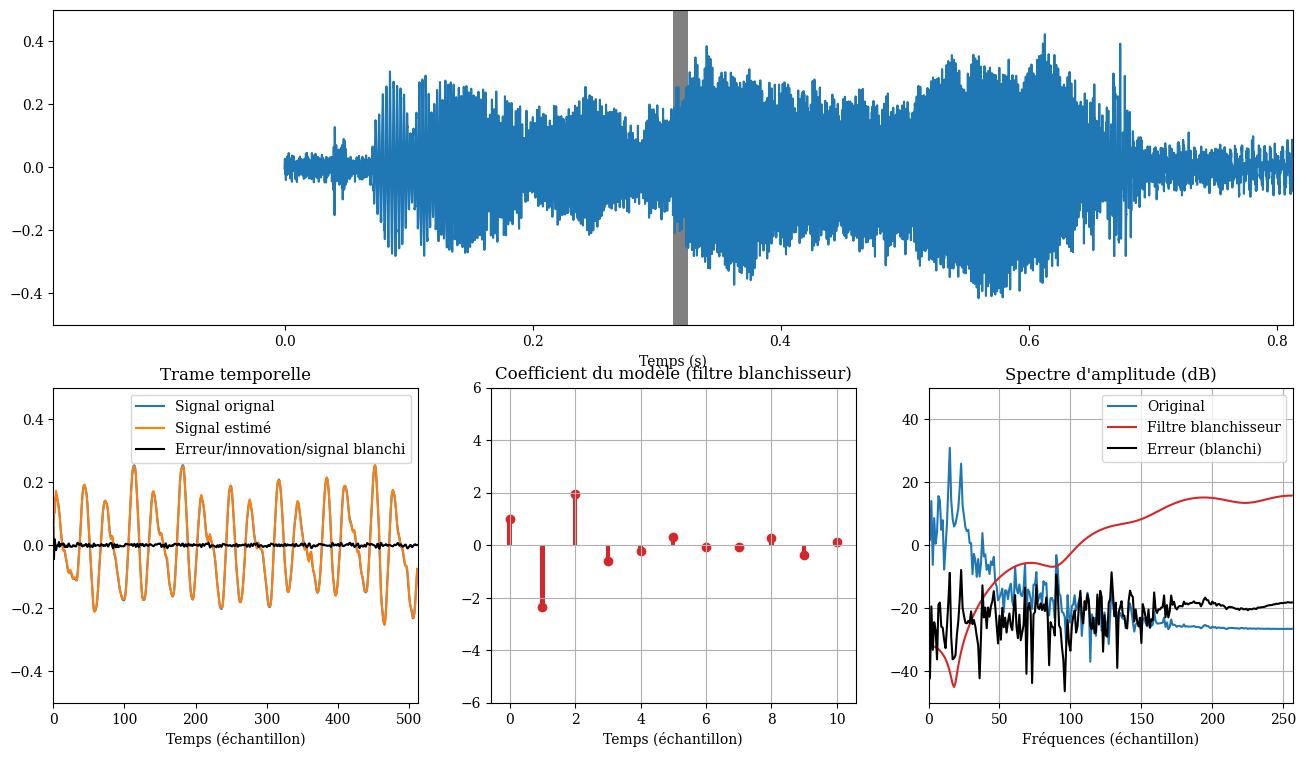 0.4
0.2
0.0
−0.2
−0.4
0.0 0.2 0.4 0.6 0.8
Temps (s)
Trame temporelle
0.4
0.2
0.0
−0.2
−0.4
Signal orignal
Signal estimé
Erreur/innovation/signal blanchi
0 100 200 300 400 500
Temps (échantillon)
Coefficient du modèle (filtre blanchisseur)
6
4
2
0
−2
−4
−6
0 2 4 6 8 10
Temps (échantillon)
Spectre d'amplitude (dB)
40
20
0
−20
−40
Original
Filtre blanchisseur
Erreur (blanchi)
0 50 100 150 200 250
Fréquences (échantillon)